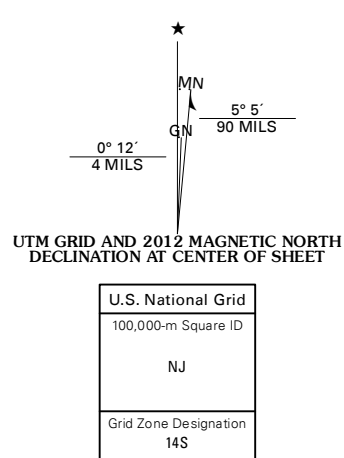 ★
MN
5° 5´
90 MILS
GN
0° 12´
4 MILS
UTM GRID AND 2012 MAGNETIC NORTH
DECLINATION AT CENTER OF SHEET
U.S. National Grid
100,000-m Square ID
NJ
Grid Zone Designation
14S